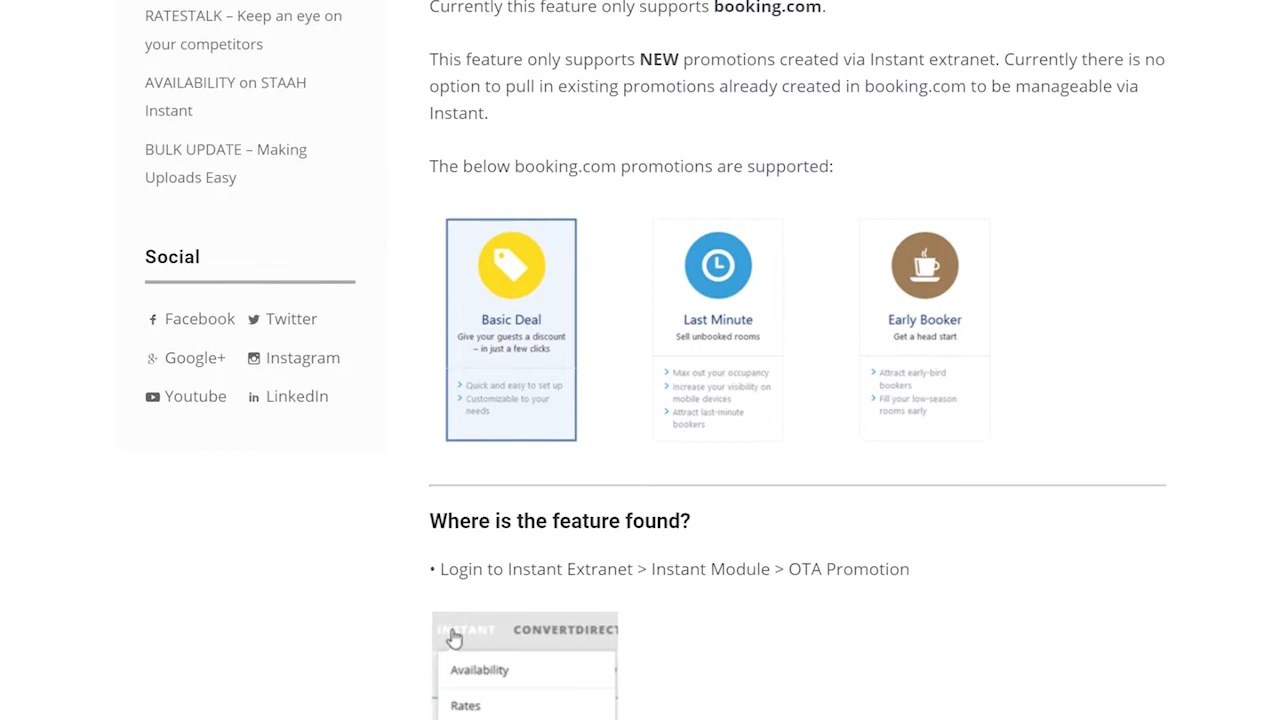 RATESTALK – Keep an eye on
your competitors
AVAILABILITY on STAAH
Instant
BULK UPDATE – Making
Uploads Easy
Social
Facebook
Twitter
Google+
Instagram
Youtube
LinkedIn
Currently this feature only supports booking.com.
This feature only supports NEW promotions created via Instant extranet. Currently there is no
option to pull in existing promotions already created in booking.com to be manageable via
Instant.
The below booking.com promotions are supported:
Basic Deal
Give your guests a discount
– in just a few clicks
Quick and easy to set up
Customizable to your
needs
Last Minute
Sell unbooked rooms
Max out your occupancy
Increase your visibility on
mobile devices
Attract last-minute
bookers
Early Booker
Get a head start
Attract early-bird
bookers
Fill your low-season
rooms early
Where is the feature found?
• Login to Instant Extranet > Instant Module > OTA Promotion
INSTANT CONVERTDIRECT
Availability
Rates